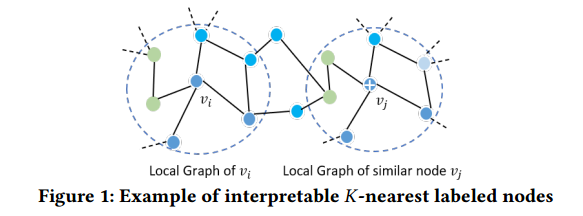 vᵢ
vⱼ
Local Graph of vᵢ
Local Graph of similar node vⱼ
Figure 1: Example of interpretable K-nearest labeled nodes